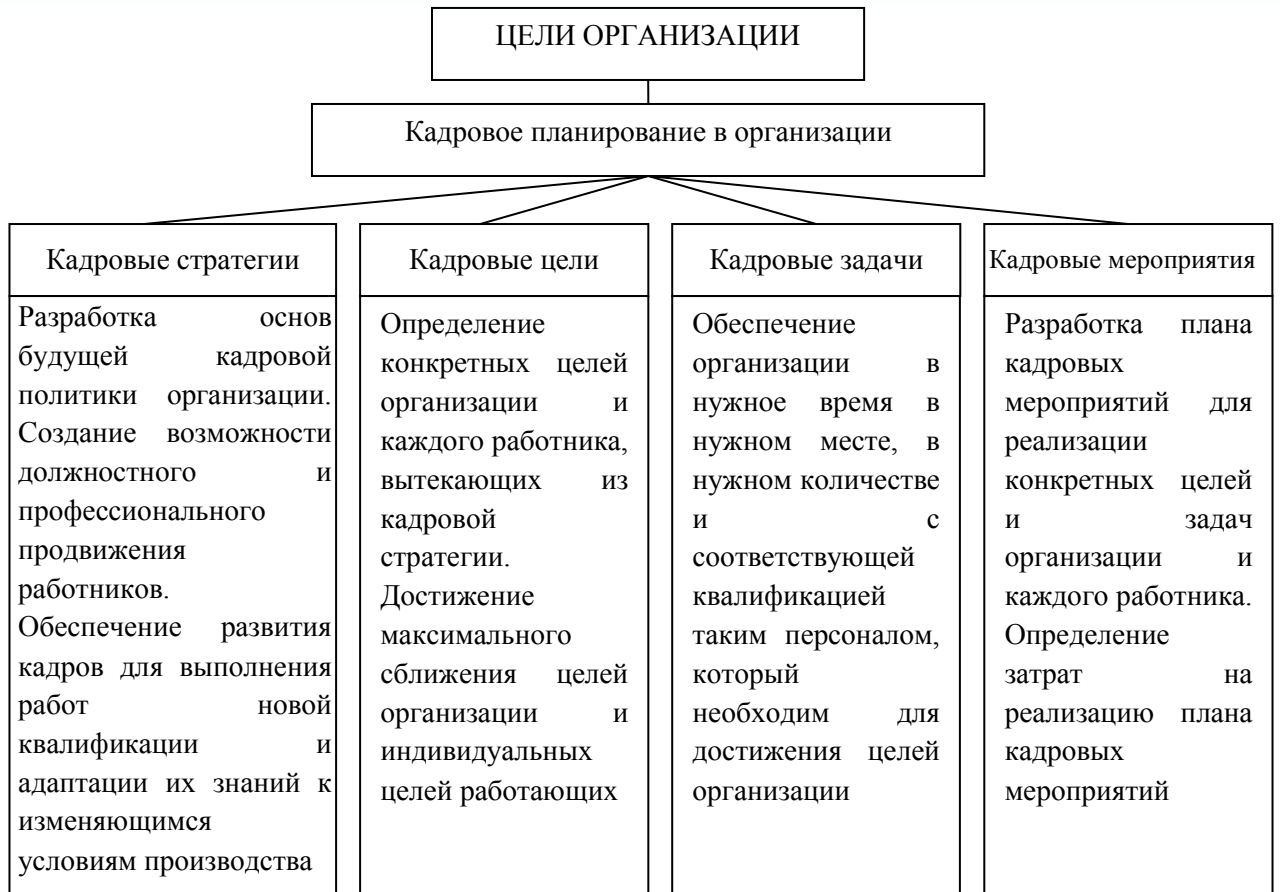 ЦЕЛИ ОРГАНИЗАЦИИ
Кадровое планирование в организации
Кадровые стратегии
Разработка основ
будущей кадровой
политики организации.
Создание возможности
должностного и
профессионального
продвижения
работников.
Обеспечение развития
кадров для выполнения
работ новой
квалификации и
адаптации их знаний к
изменяющимся
условиям производства
Кадровые цели
Определение
конкретных целей
организации и
каждого работника,
вытекающих из
кадровой
стратегии.
Достижение
максимального
сближения целей
организации и
индивидуальных
целей работающих
Кадровые задачи
Обеспечение
организации в
нужное время в
нужном месте, в
нужном количестве
и с
соответствующей
квалификацией
таким персоналом,
который
необходим для
достижения целей
организации
Кадровые мероприятия
Разработка плана
кадровых
мероприятий для
реализации
конкретных целей
и задач
организации и
каждого работника.
Определение
затрат на
реализацию плана
кадровых
мероприятий